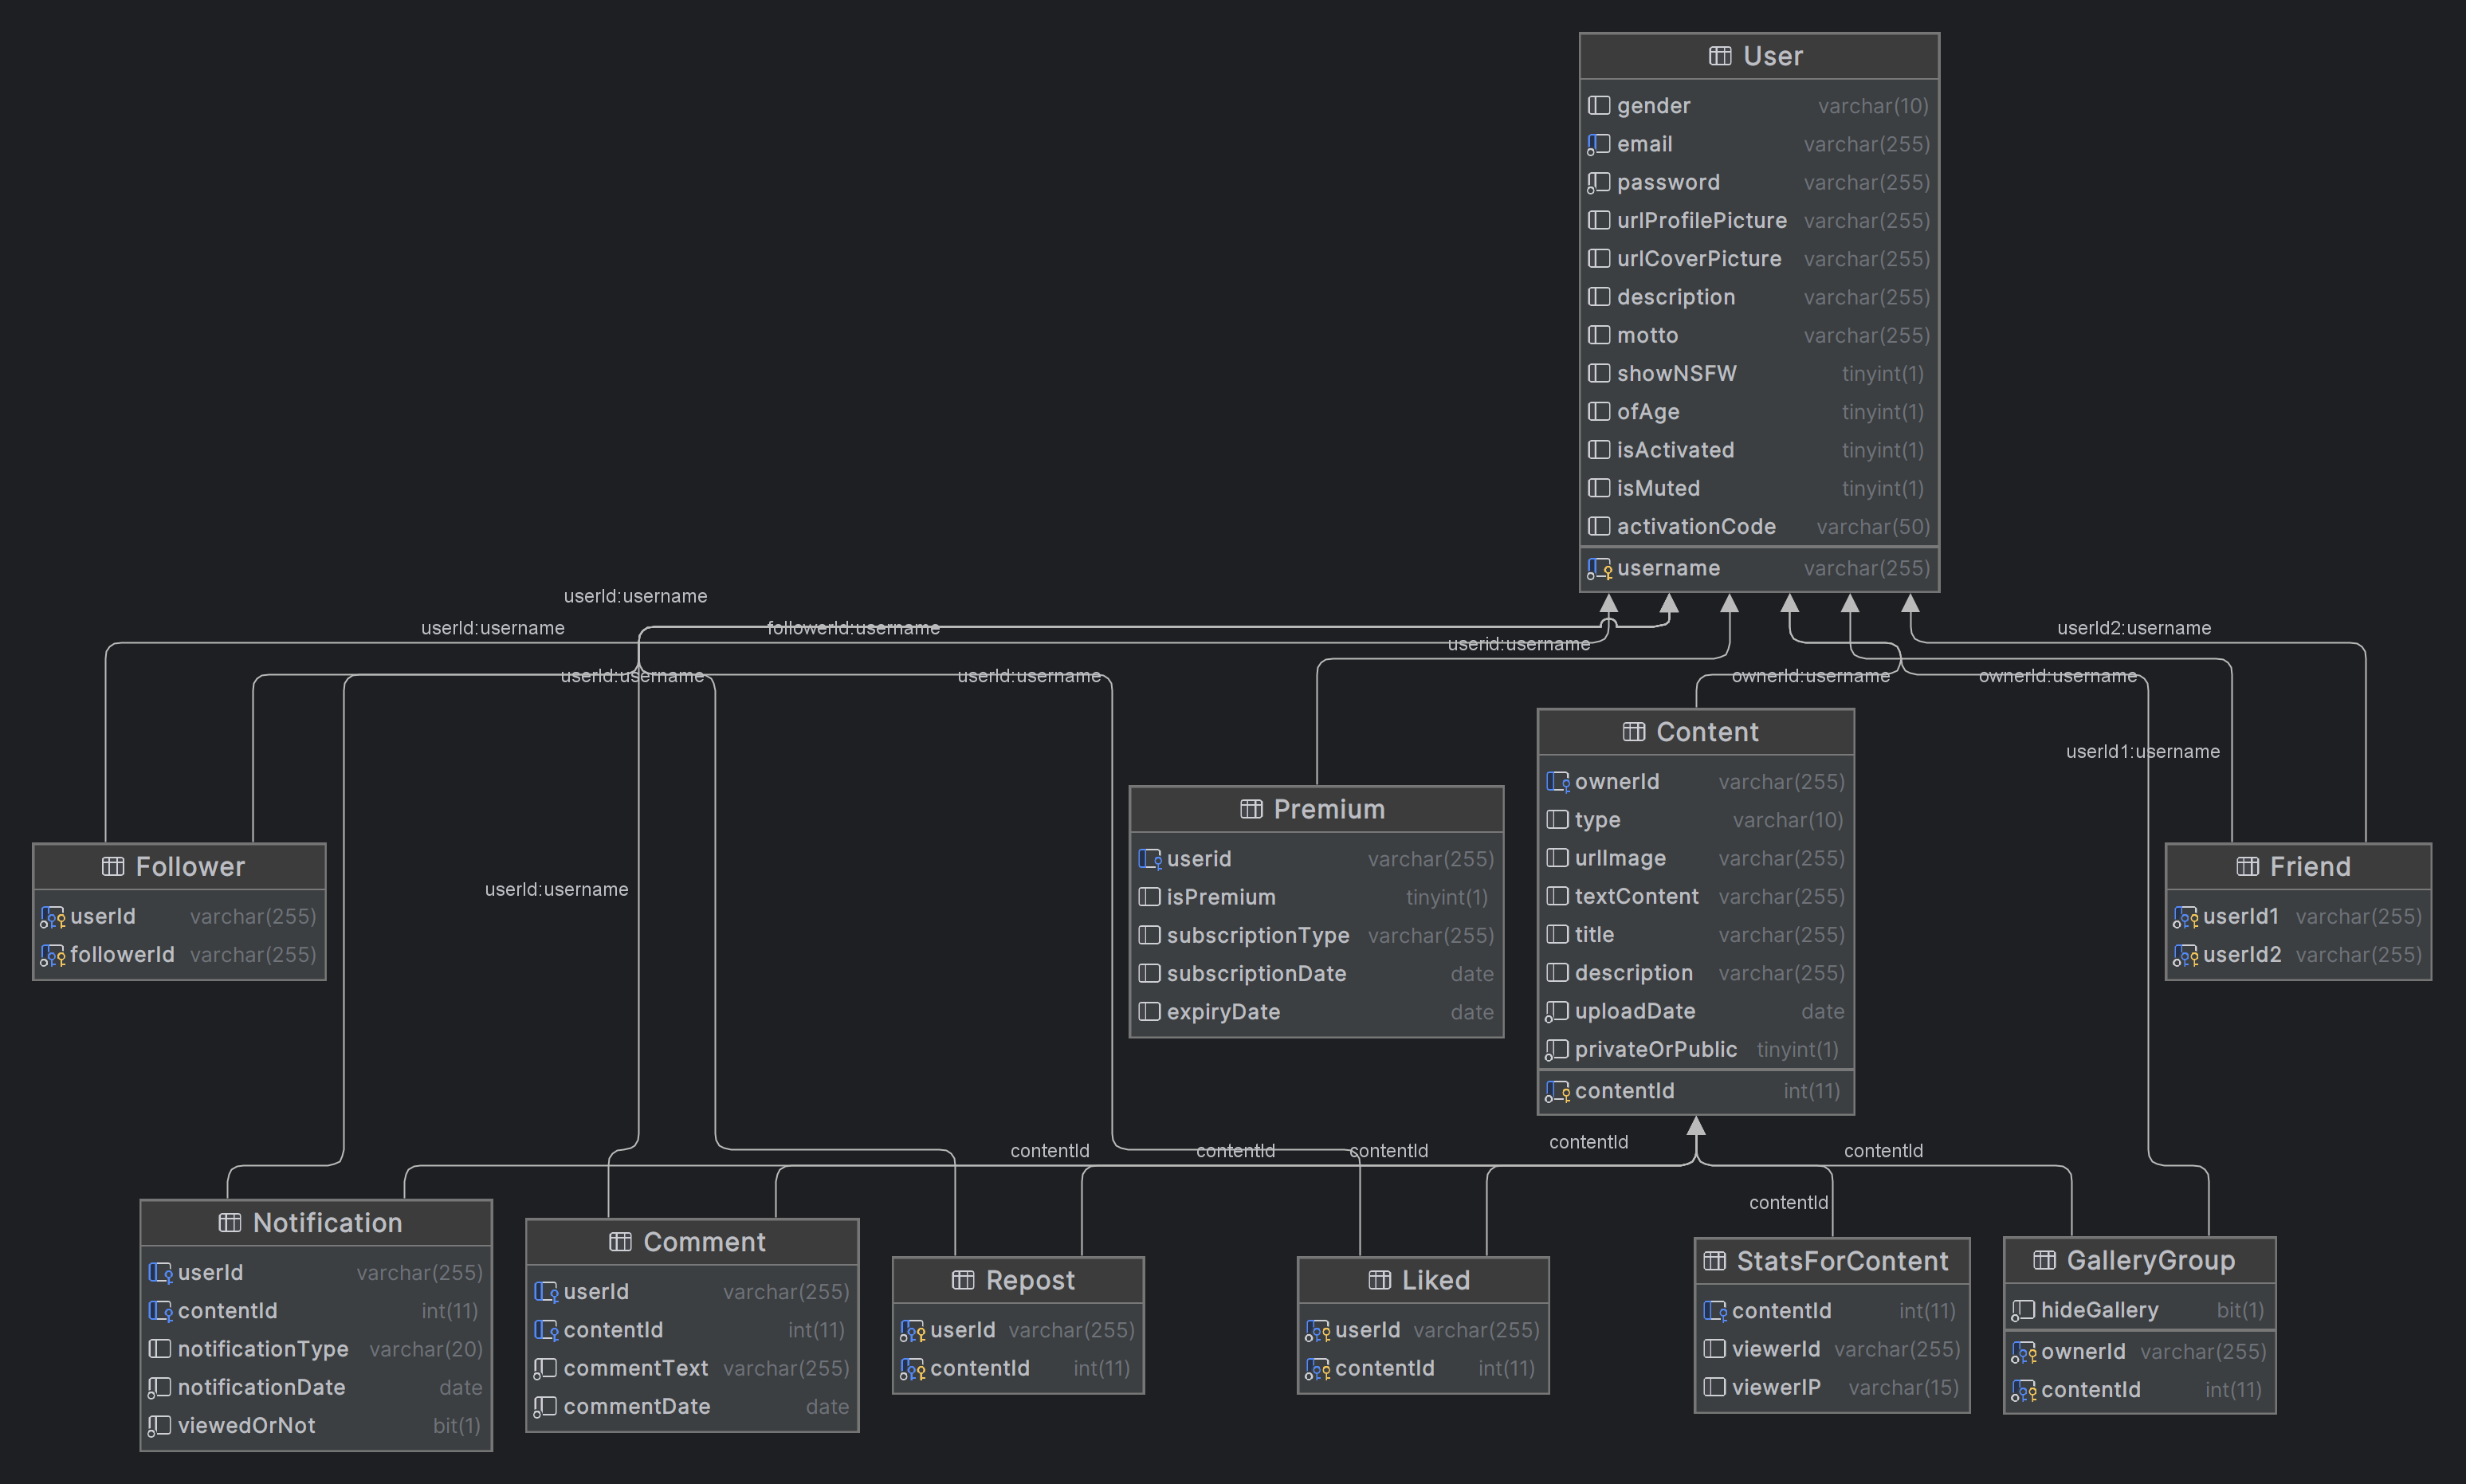 User
gender varchar(10)
email varchar(255)
password varchar(255)
urlProfilePicture varchar(255)
urlCoverPicture varchar(255)
description varchar(255)
motto varchar(255)
showNSFW tinyint(1)
ofAge tinyint(1)
isActivated tinyint(1)
isMuted tinyint(1)
activationCode varchar(50)
username varchar(255)
userId:username
userId:username
followerId:username
userid:username
userId2:username
userId:username
userId:username
ownerId:username
ownerId:username
userId1:username
userId:username
Follower
userId varchar(255)
followerId varchar(255)
Premium
userid varchar(255)
isPremium tinyint(1)
subscriptionType varchar(255)
subscriptionDate date
expiryDate date
Content
ownerId varchar(255)
type varchar(10)
urlImage varchar(255)
textContent varchar(255)
title varchar(255)
description varchar(255)
uploadDate date
privateOrPublic tinyint(1)
contentId int(11)
Friend
userId1 varchar(255)
userId2 varchar(255)
contentId
contentId
contentId
contentId
contentId
contentId
Notification
userId varchar(255)
contentId int(11)
notificationType varchar(20)
notificationDate date
viewedOrNot bit(1)
Comment
userId varchar(255)
contentId int(11)
commentText varchar(255)
commentDate date
Repost
userId varchar(255)
contentId int(11)
Liked
userId varchar(255)
contentId int(11)
StatsForContent
contentId int(11)
viewerId varchar(255)
viewerIP varchar(15)
GalleryGroup
hideGallery bit(1)
ownerId varchar(255)
contentId int(11)